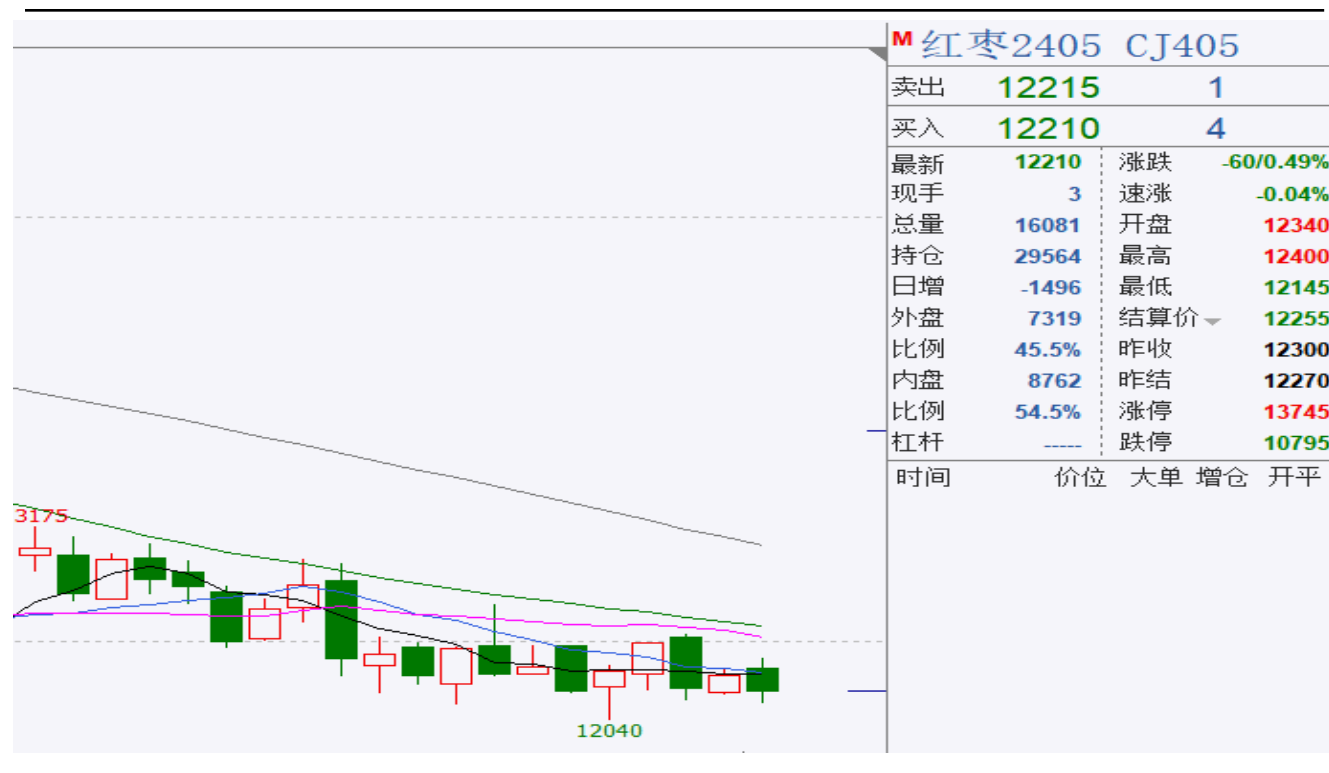 M 红枣2405 CJ405
卖出 12215 1
买入 12210 4
最新 12210 涨跌 -60/0.49%
现手 3 速涨 -0.04%
总量 16081 开盘 12340
持仓 29564 最高 12400
日增 -1496 最低 12145
外盘 7319 结算价 12255
比例 45.5% 昨收 12300
内盘 8762 昨结 12270
比例 54.5% 涨停 13745
杠杆 ----- 跌停 10795
时间 价位 大单 增仓 开平
3175
12040